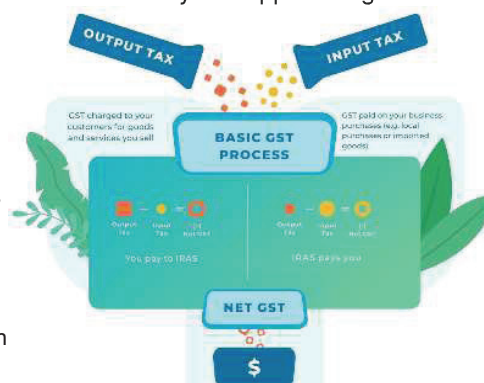 OUTPUT TAX
INPUT TAX
GST charged to your
customers for goods
and services you sell
GST paid on your business
purchases (e.g. local
purchases or imported
goods)
BASIC GST
PROCESS
Output
Tax
Input
Tax
Output
Tax
Input
Tax
You pay to IRAS
IRAS pays you
NET GST
$